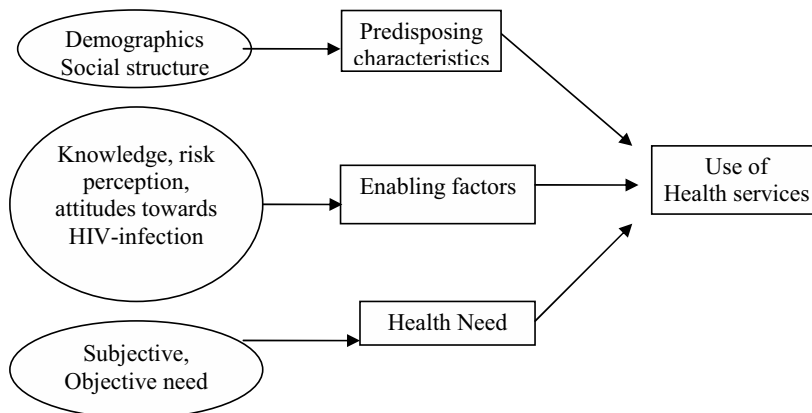 Demographics
Social structure
Predisposing
characteristics
Knowledge, risk
perception,
attitudes towards
HIV-infection
Enabling factors
Use of
Health services
Health Need
Subjective,
Objective need